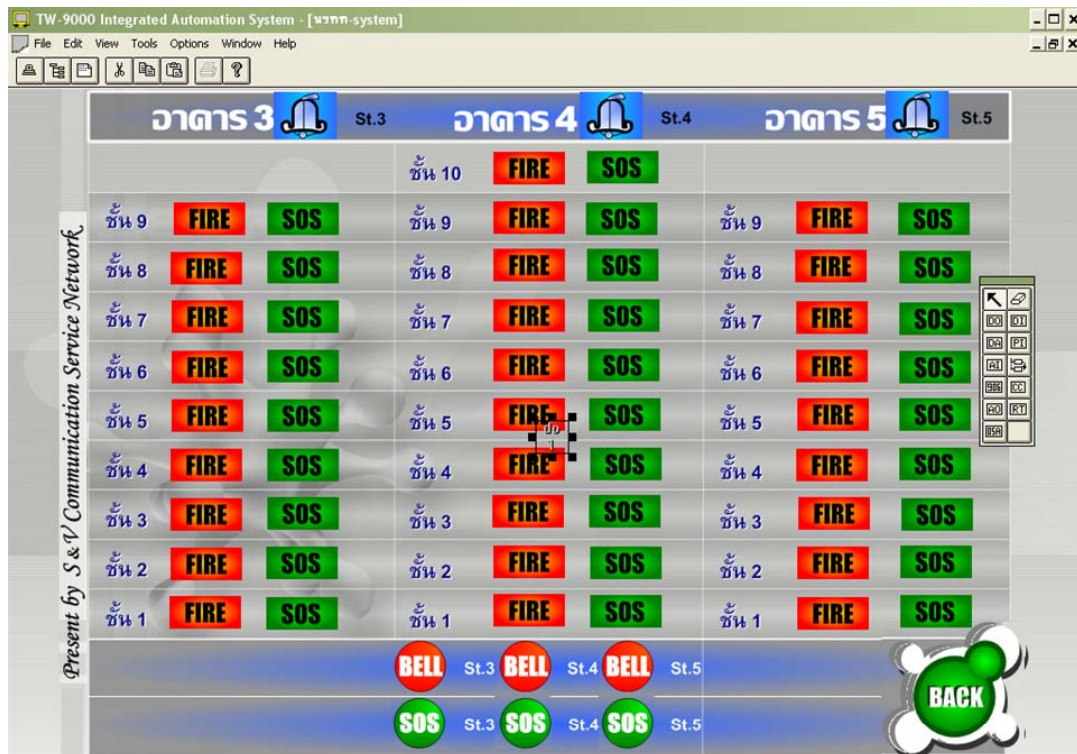 TW-9000 Integrated Automation System - [นรกก-system]
File Edit View Tools Options Window Help
อาคาร 3 St.3 อาคาร 4 St.4 อาคาร 5 St.5
ชั้น 10 FIRE SOS
ชั้น 9 FIRE SOS ชั้น 9 FIRE SOS ชั้น 9 FIRE SOS
ชั้น 8 FIRE SOS ชั้น 8 FIRE SOS ชั้น 8 FIRE SOS
ชั้น 7 FIRE SOS ชั้น 7 FIRE SOS ชั้น 7 FIRE SOS
ชั้น 6 FIRE SOS ชั้น 6 FIRE SOS ชั้น 6 FIRE SOS
ชั้น 5 FIRE SOS ชั้น 5 FIRE SOS ชั้น 5 FIRE SOS
ชั้น 4 FIRE SOS ชั้น 4 FIRE SOS ชั้น 4 FIRE SOS
ชั้น 3 FIRE SOS ชั้น 3 FIRE SOS ชั้น 3 FIRE SOS
ชั้น 2 FIRE SOS ชั้น 2 FIRE SOS ชั้น 2 FIRE SOS
ชั้น 1 FIRE SOS ชั้น 1 FIRE SOS ชั้น 1 FIRE SOS
BELL St.3 BELL St.4 BELL St.5
SOS St.3 SOS St.4 SOS St.5
BACK
Present by S & V Communication Service Network
DO DI
DA PI
AI
CC
AO RT